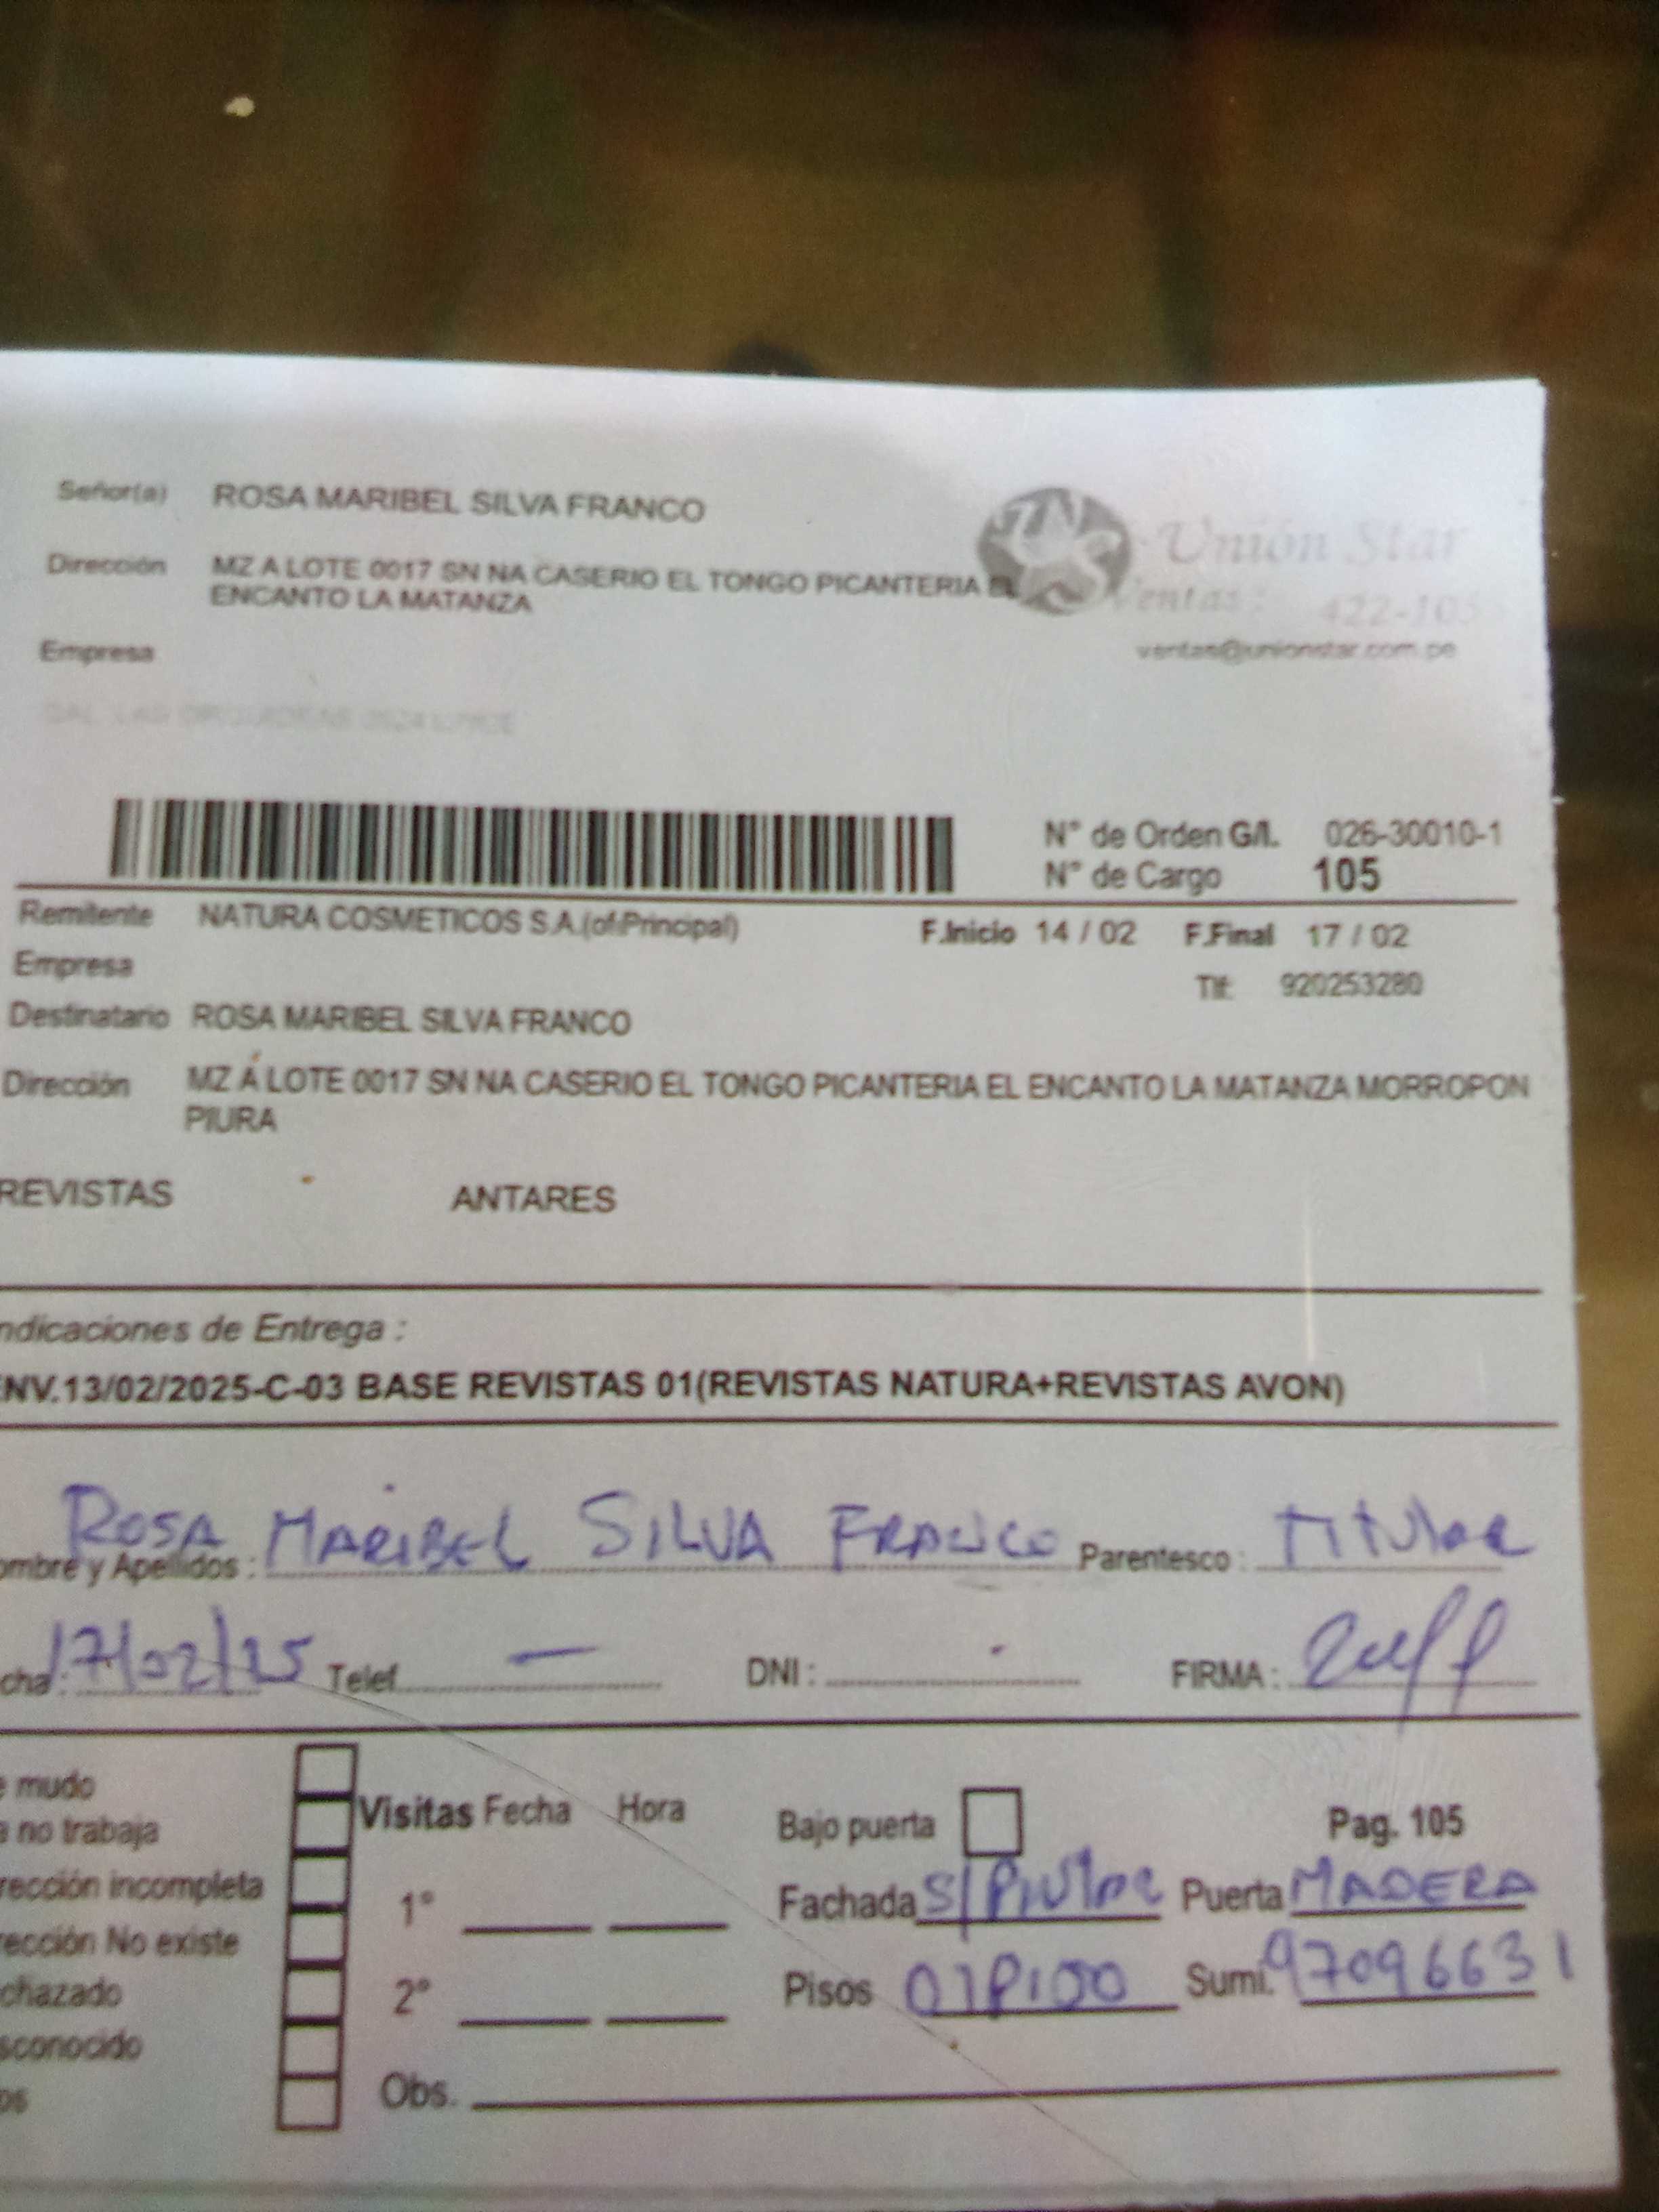 Señor(a) ROSA MARIBEL SILVA FRANCO
Dirección MZ A LOTE 0017 SN NA CASERIO EL TONGO PICANTERIA EL
ENCANTO LA MATANZA
Unión Star
Ventas: 422-105
ventas@unionstar.com.pe
Empresa
N° de Orden G/I. 026-30010-1
N° de Cargo 105
Remitente NATURA COSMETICOS S.A.(of.Principal) F.Inicio 14 / 02 F.Final 17 / 02
Empresa
Tlf: 920253280
Destinatario ROSA MARIBEL SILVA FRANCO
Dirección MZ A LOTE 0017 SN NA CASERIO EL TONGO PICANTERIA EL ENCANTO LA MATANZA MORROPON
PIURA
REVISTAS ANTARES
ndicaciones de Entrega :
ENV.13/02/2025-C-03 BASE REVISTAS 01(REVISTAS NATURA+REVISTAS AVON)
ombre y Apellidos : ROSA MARIBEL SILVA FRANCO Parentesco : Titular
cha : 17/02/25 Telef. — DNI : FIRMA :
e mudo
a no trabaja
rección incompleta
rección No existe
chazado
sconocido
os
Visitas Fecha Hora
1°
2°
Bajo puerta Pag. 105
Fachada S/Pintar Puerta MADERA
Pisos 01P:00 Sumi. 97096631
Obs.